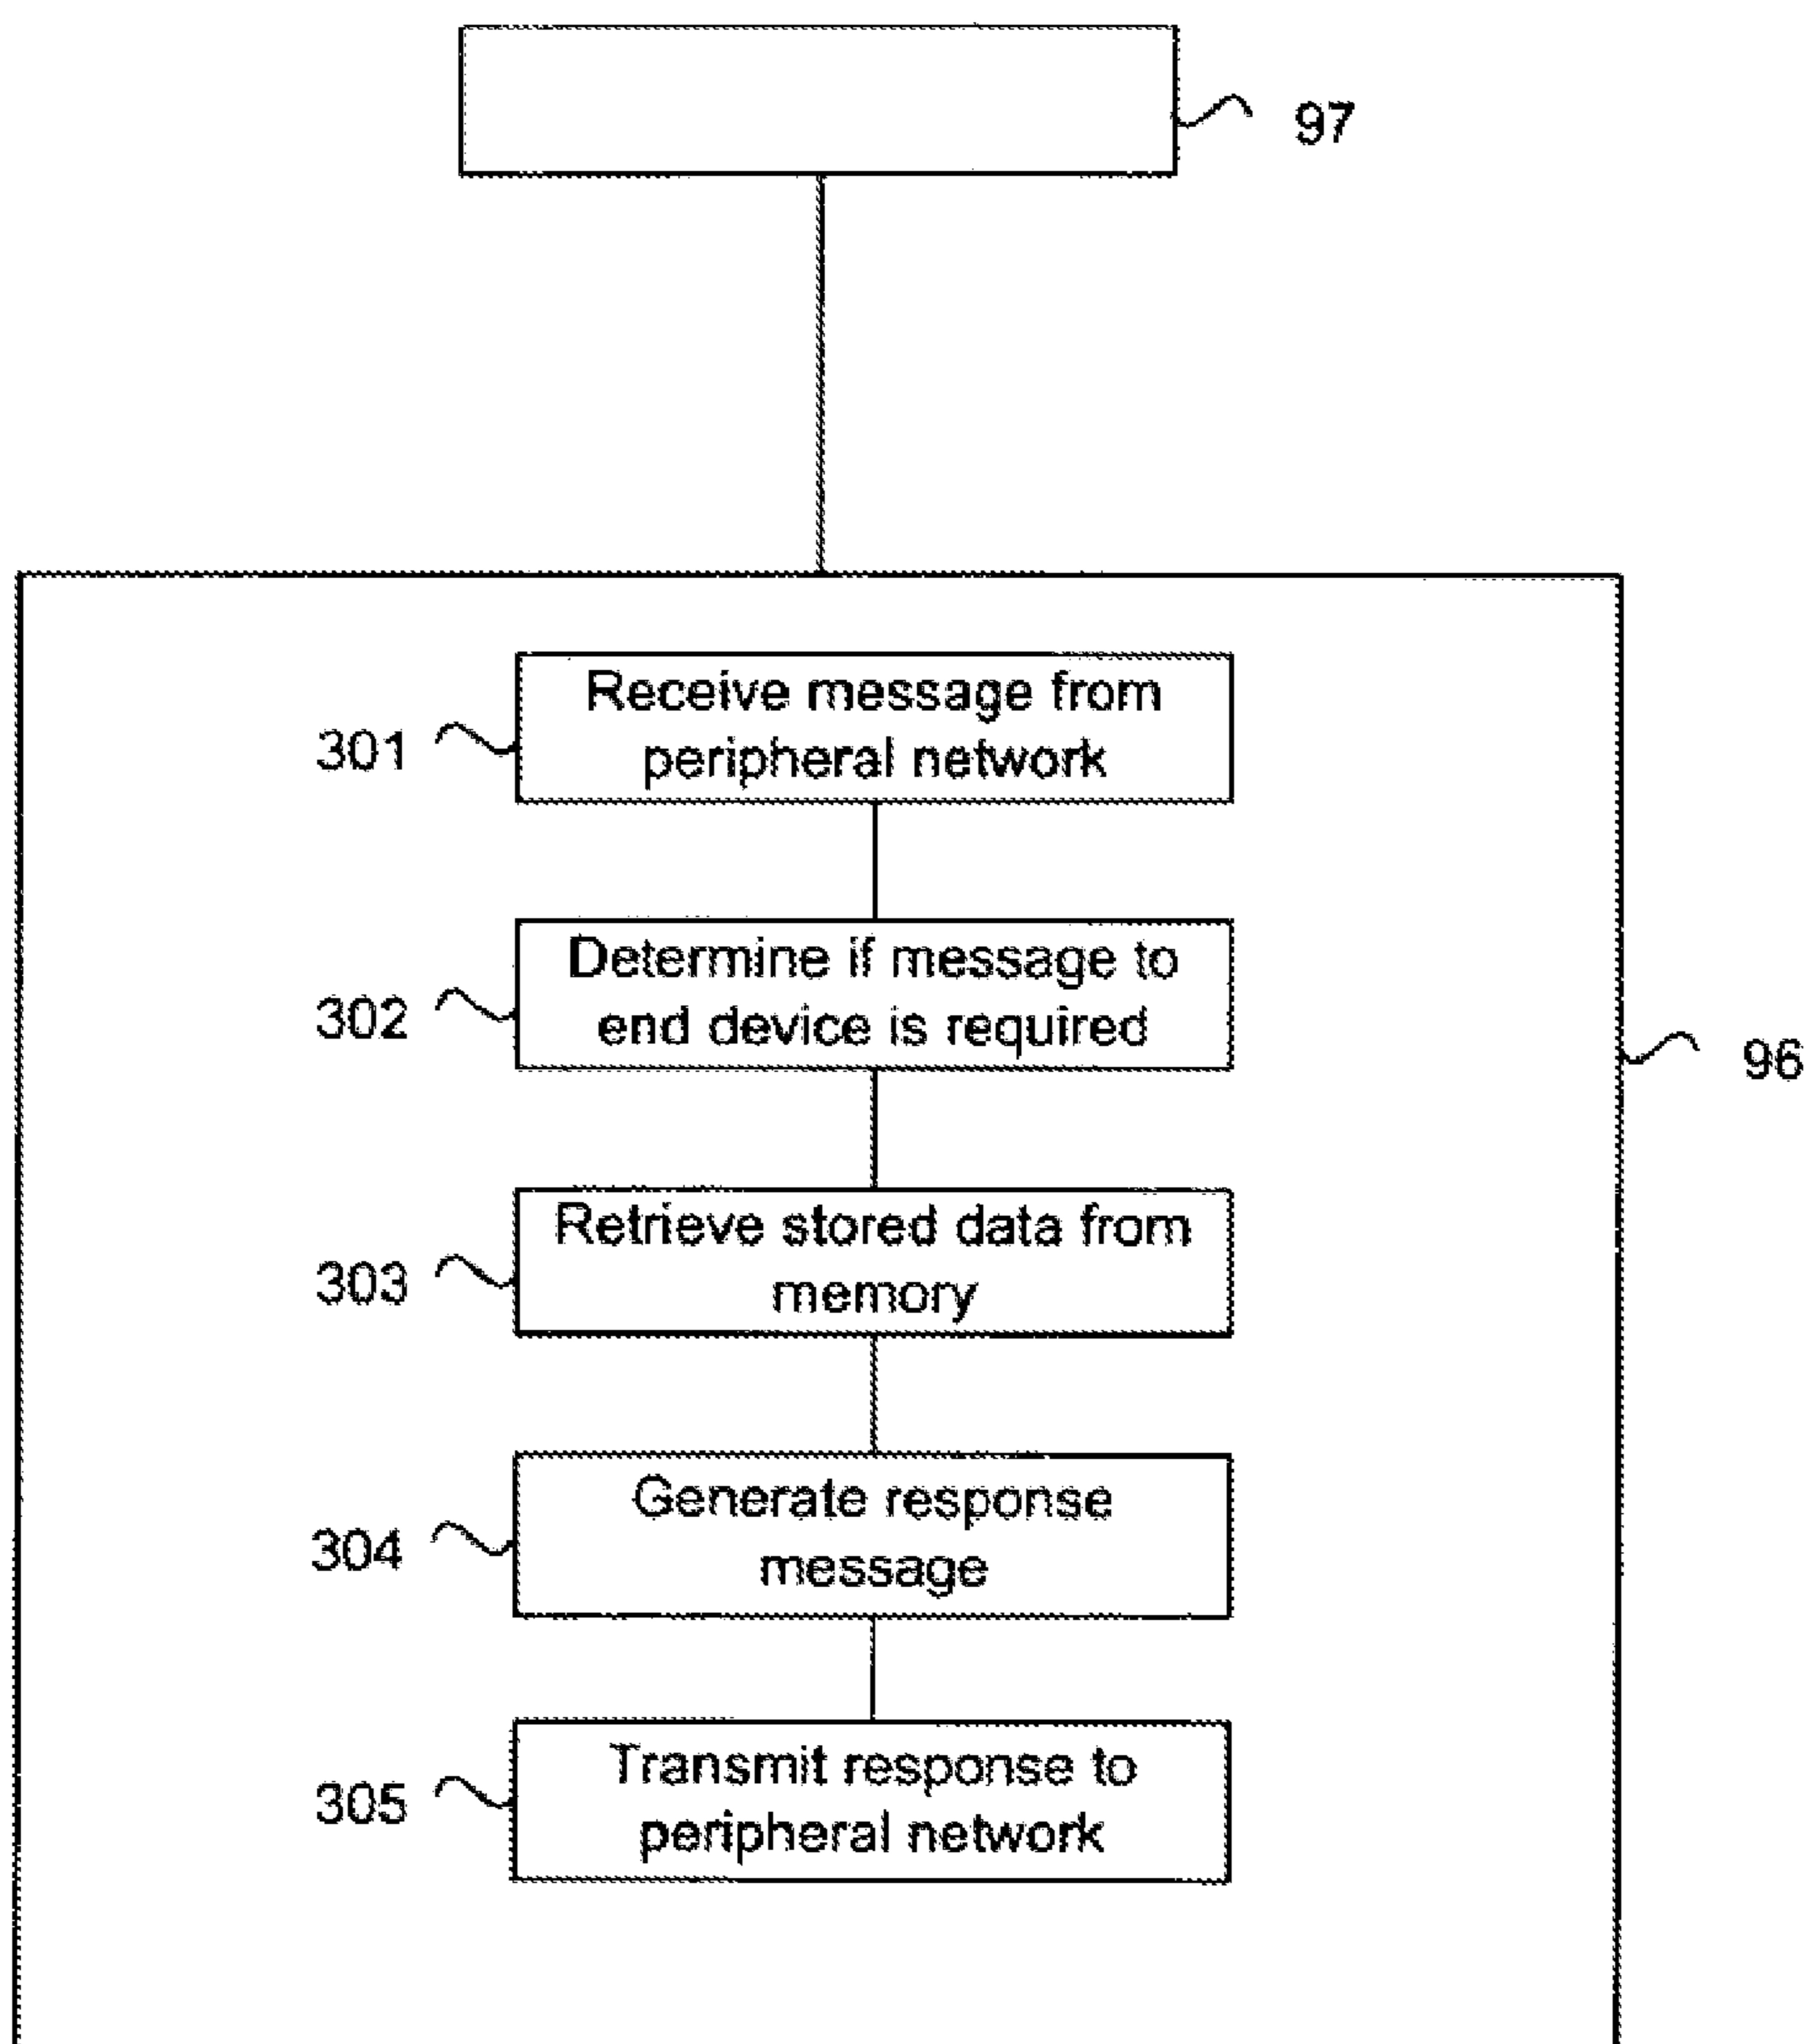 97
Receive message from
peripheral network
301
Determine if message to
end device is required
302
96
Retrieve stored data from
memory
303
Generate response
message
304
Transmit response to
peripheral network
305